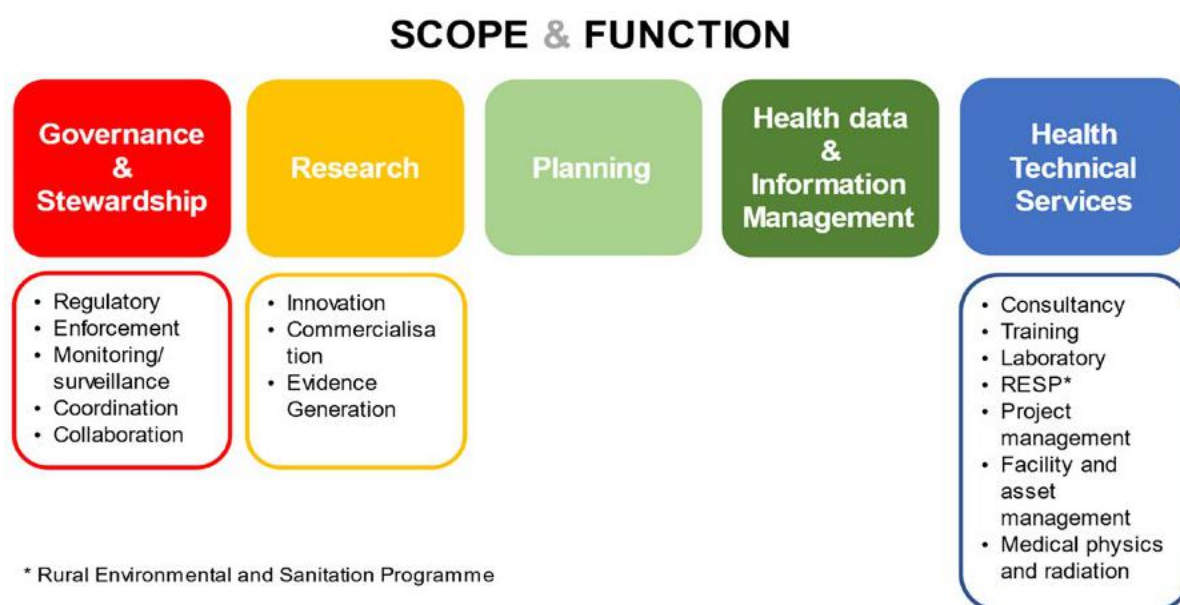 SCOPE & FUNCTION
Governance
&
Stewardship
Research
Planning
Health data
&
Information
Management
Health
Technical
Services
• Regulatory
• Enforcement
• Monitoring/
surveillance
• Coordination
• Collaboration
• Innovation
• Commercialisa
tion
• Evidence
Generation
• Consultancy
• Training
• Laboratory
• RESP*
• Project
management
• Facility and
asset
management
• Medical physics
and radiation
* Rural Environmental and Sanitation Programme